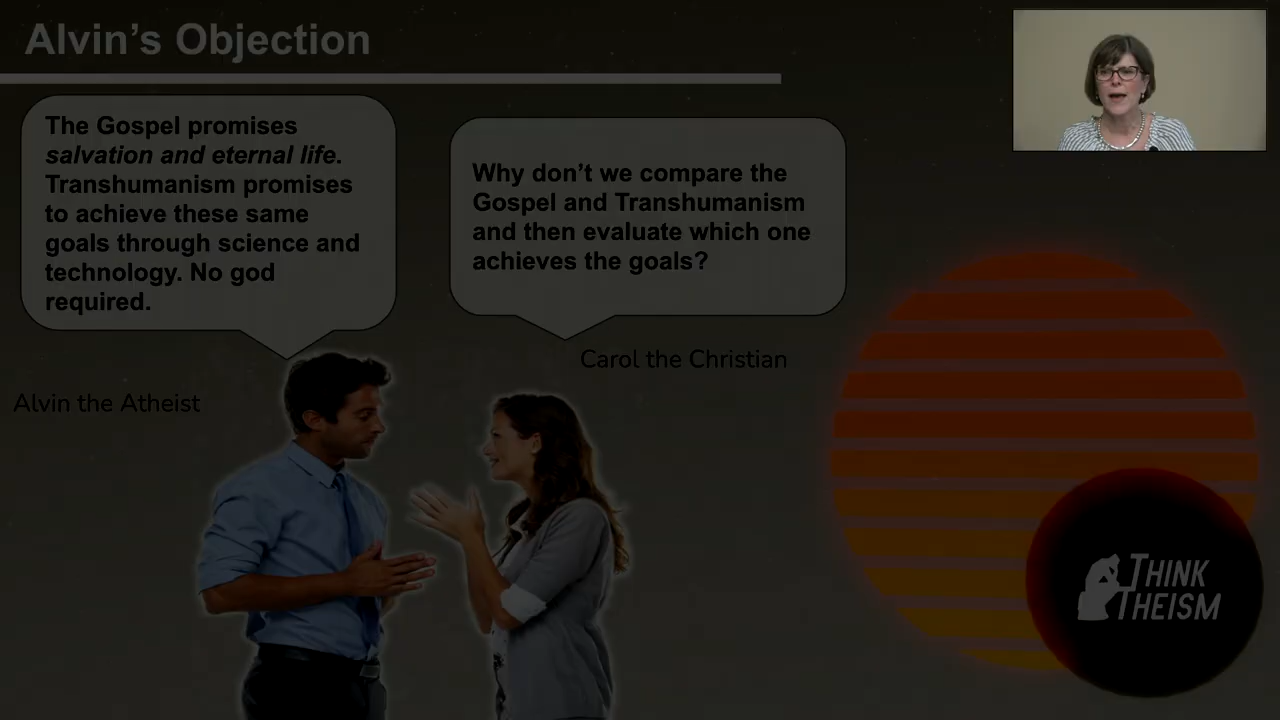 Alvin’s Objection
The Gospel promises
salvation and eternal life.
Transhumanism promises
to achieve these same
goals through science and
technology. No god
required.
Why don’t we compare the
Gospel and Transhumanism
and then evaluate which one
achieves the goals?
Carol the Christian
Alvin the Atheist
THINK
THEISM